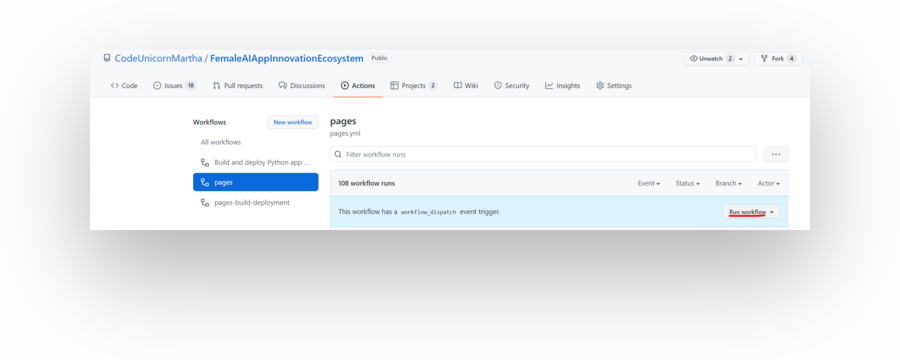 CodeUnicornMartha / FemaleAIAppInnovationEcosystem Public
Unwatch 2 Fork 4
Code Issues 18 Pull requests Discussions Actions Projects 2 Wiki Security Insights Settings
Workflows New workflow
All workflows
Build and deploy Python app ...
pages
pages-build-deployment
pages
pages.yml
Filter workflow runs
108 workflow runs Event Status Branch Actor
This workflow has a workflow_dispatch event trigger. Run workflow